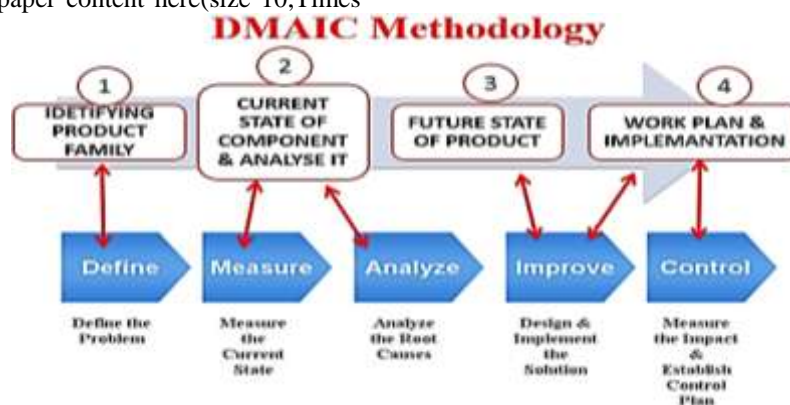 paper content here(size 10,Times
DMAIC Methodology
1
2
3
4
IDETIFYING
PRODUCT
FAMILY
CURRENT
STATE OF
COMPONENT
& ANALYSE IT
FUTURE STATE
OF PRODUCT
WORK PLAN &
IMPLEMANTATION
Define
Measure
Analyze
Improve
Control
Define the
Problem
Measure
the
Current
State
Analyze
the Root
Causes
Design &
Implement
the
Solution
Measure
the Impact
&
Establish
Control
Plan